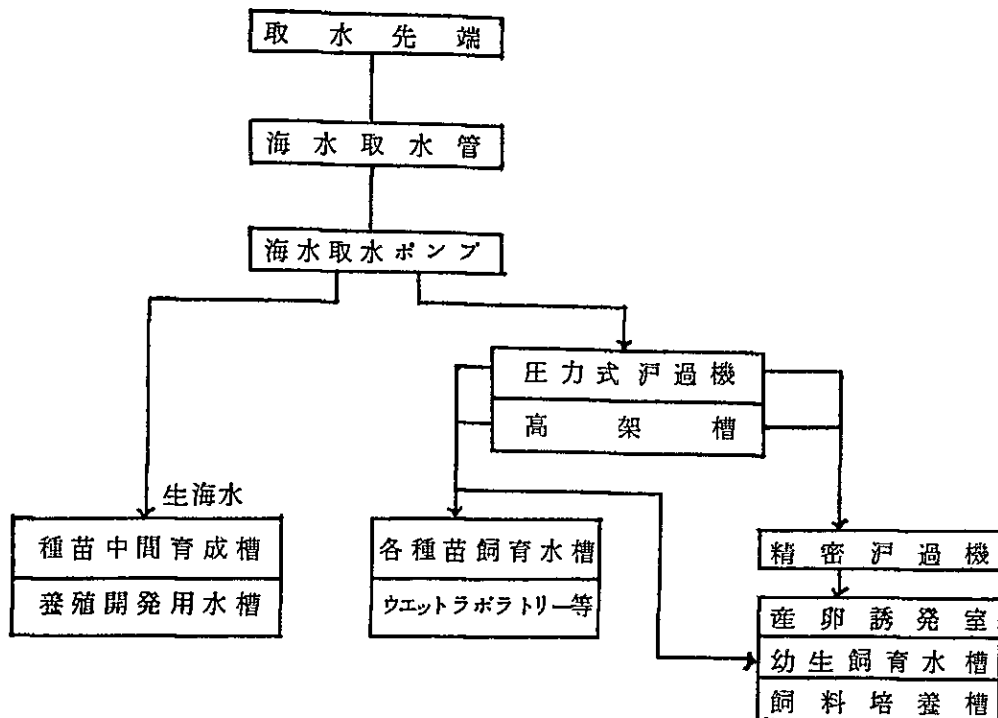 取水先端
海水取水管
海水取水ポンプ
圧力式沪過機
高架槽
生海水
種苗中間育成槽
養殖開発用水槽
各種苗飼育水槽
ウエットラボラトリー等
精密沪過機
産卵誘発室
幼生飼育水槽
飼料培養槽